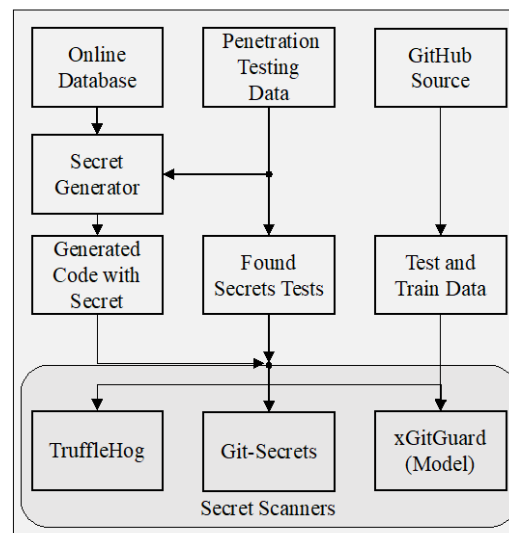 Online
Database
Penetration
Testing
Data
GitHub
Source
Secret
Generator
Generated
Code with
Secret
Found
Secrets Tests
Test and
Train Data
TruffleHog
Git-Secrets
xGitGuard
(Model)
Secret Scanners